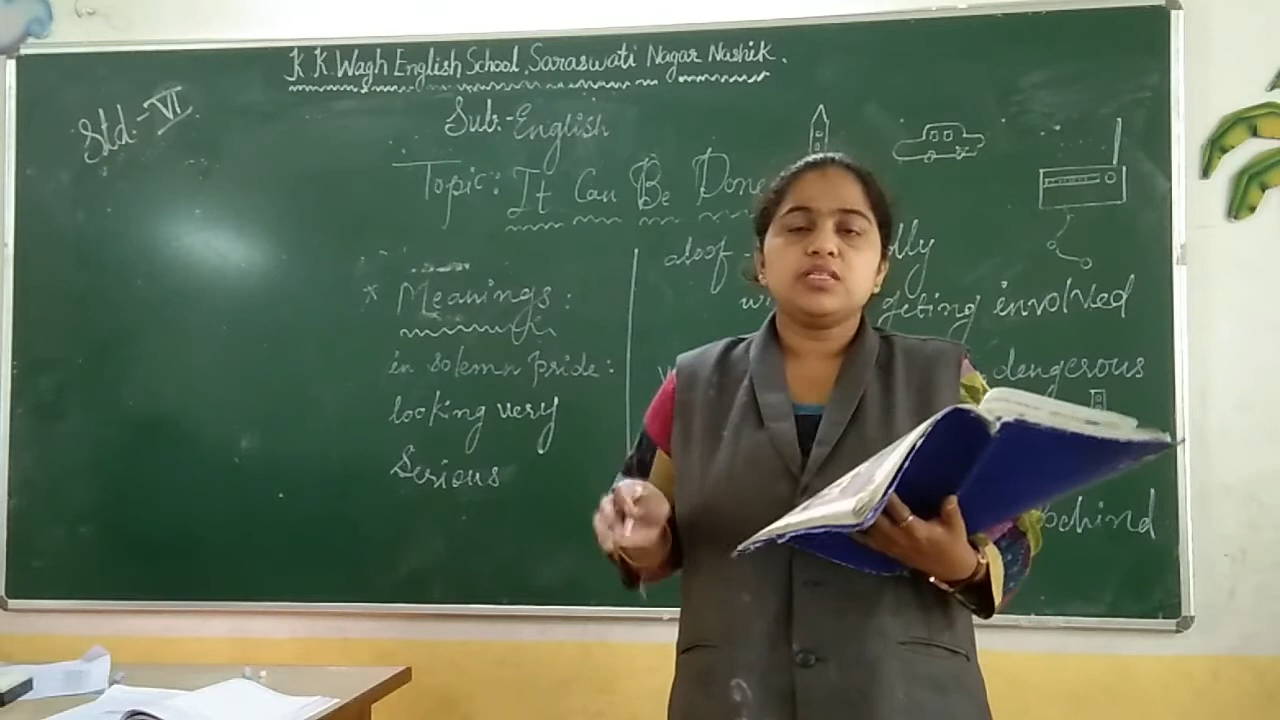 K. K. Wagh English School, Saraswati Nagar Nashik.
Std.- VI
Sub:- English
Topic: It Can Be Done
* Meanings:
in solemn pride:
looking very
Serious
aloof -
geting involved
dengerous
behind